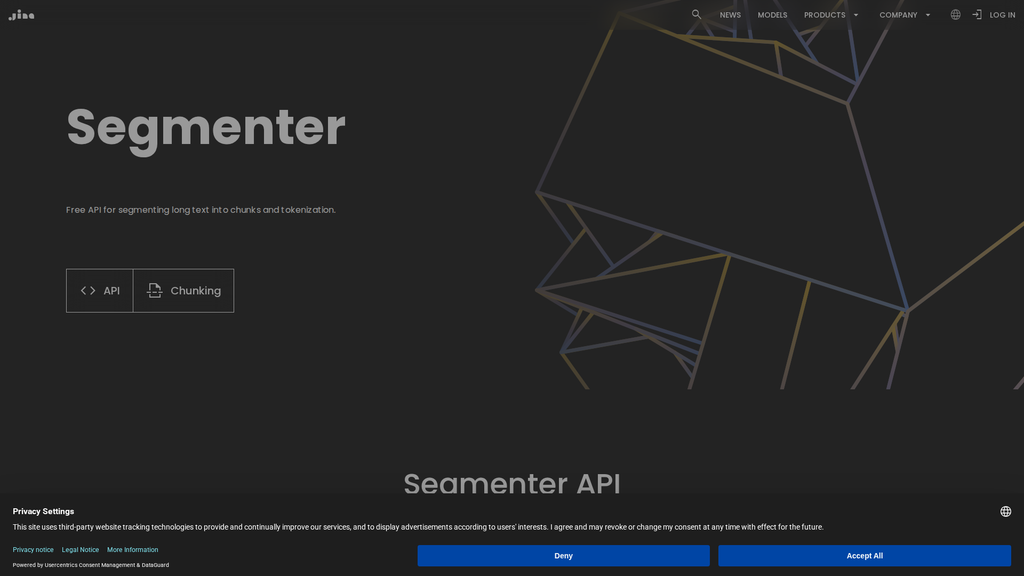 jina
NEWS
MODELS
PRODUCTS
COMPANY
LOG IN
Segmenter
Free API for segmenting long text into chunks and tokenization.
API
Chunking
Segmenter API
Privacy Settings
This site uses third-party website tracking technologies to provide and continually improve our services, and to display advertisements according to users' interests. I agree and may revoke or change my consent at any time with effect for the future.
Privacy notice Legal Notice More Information
Deny
Accept All
Powered by Usercentrics Consent Management & DataGuard